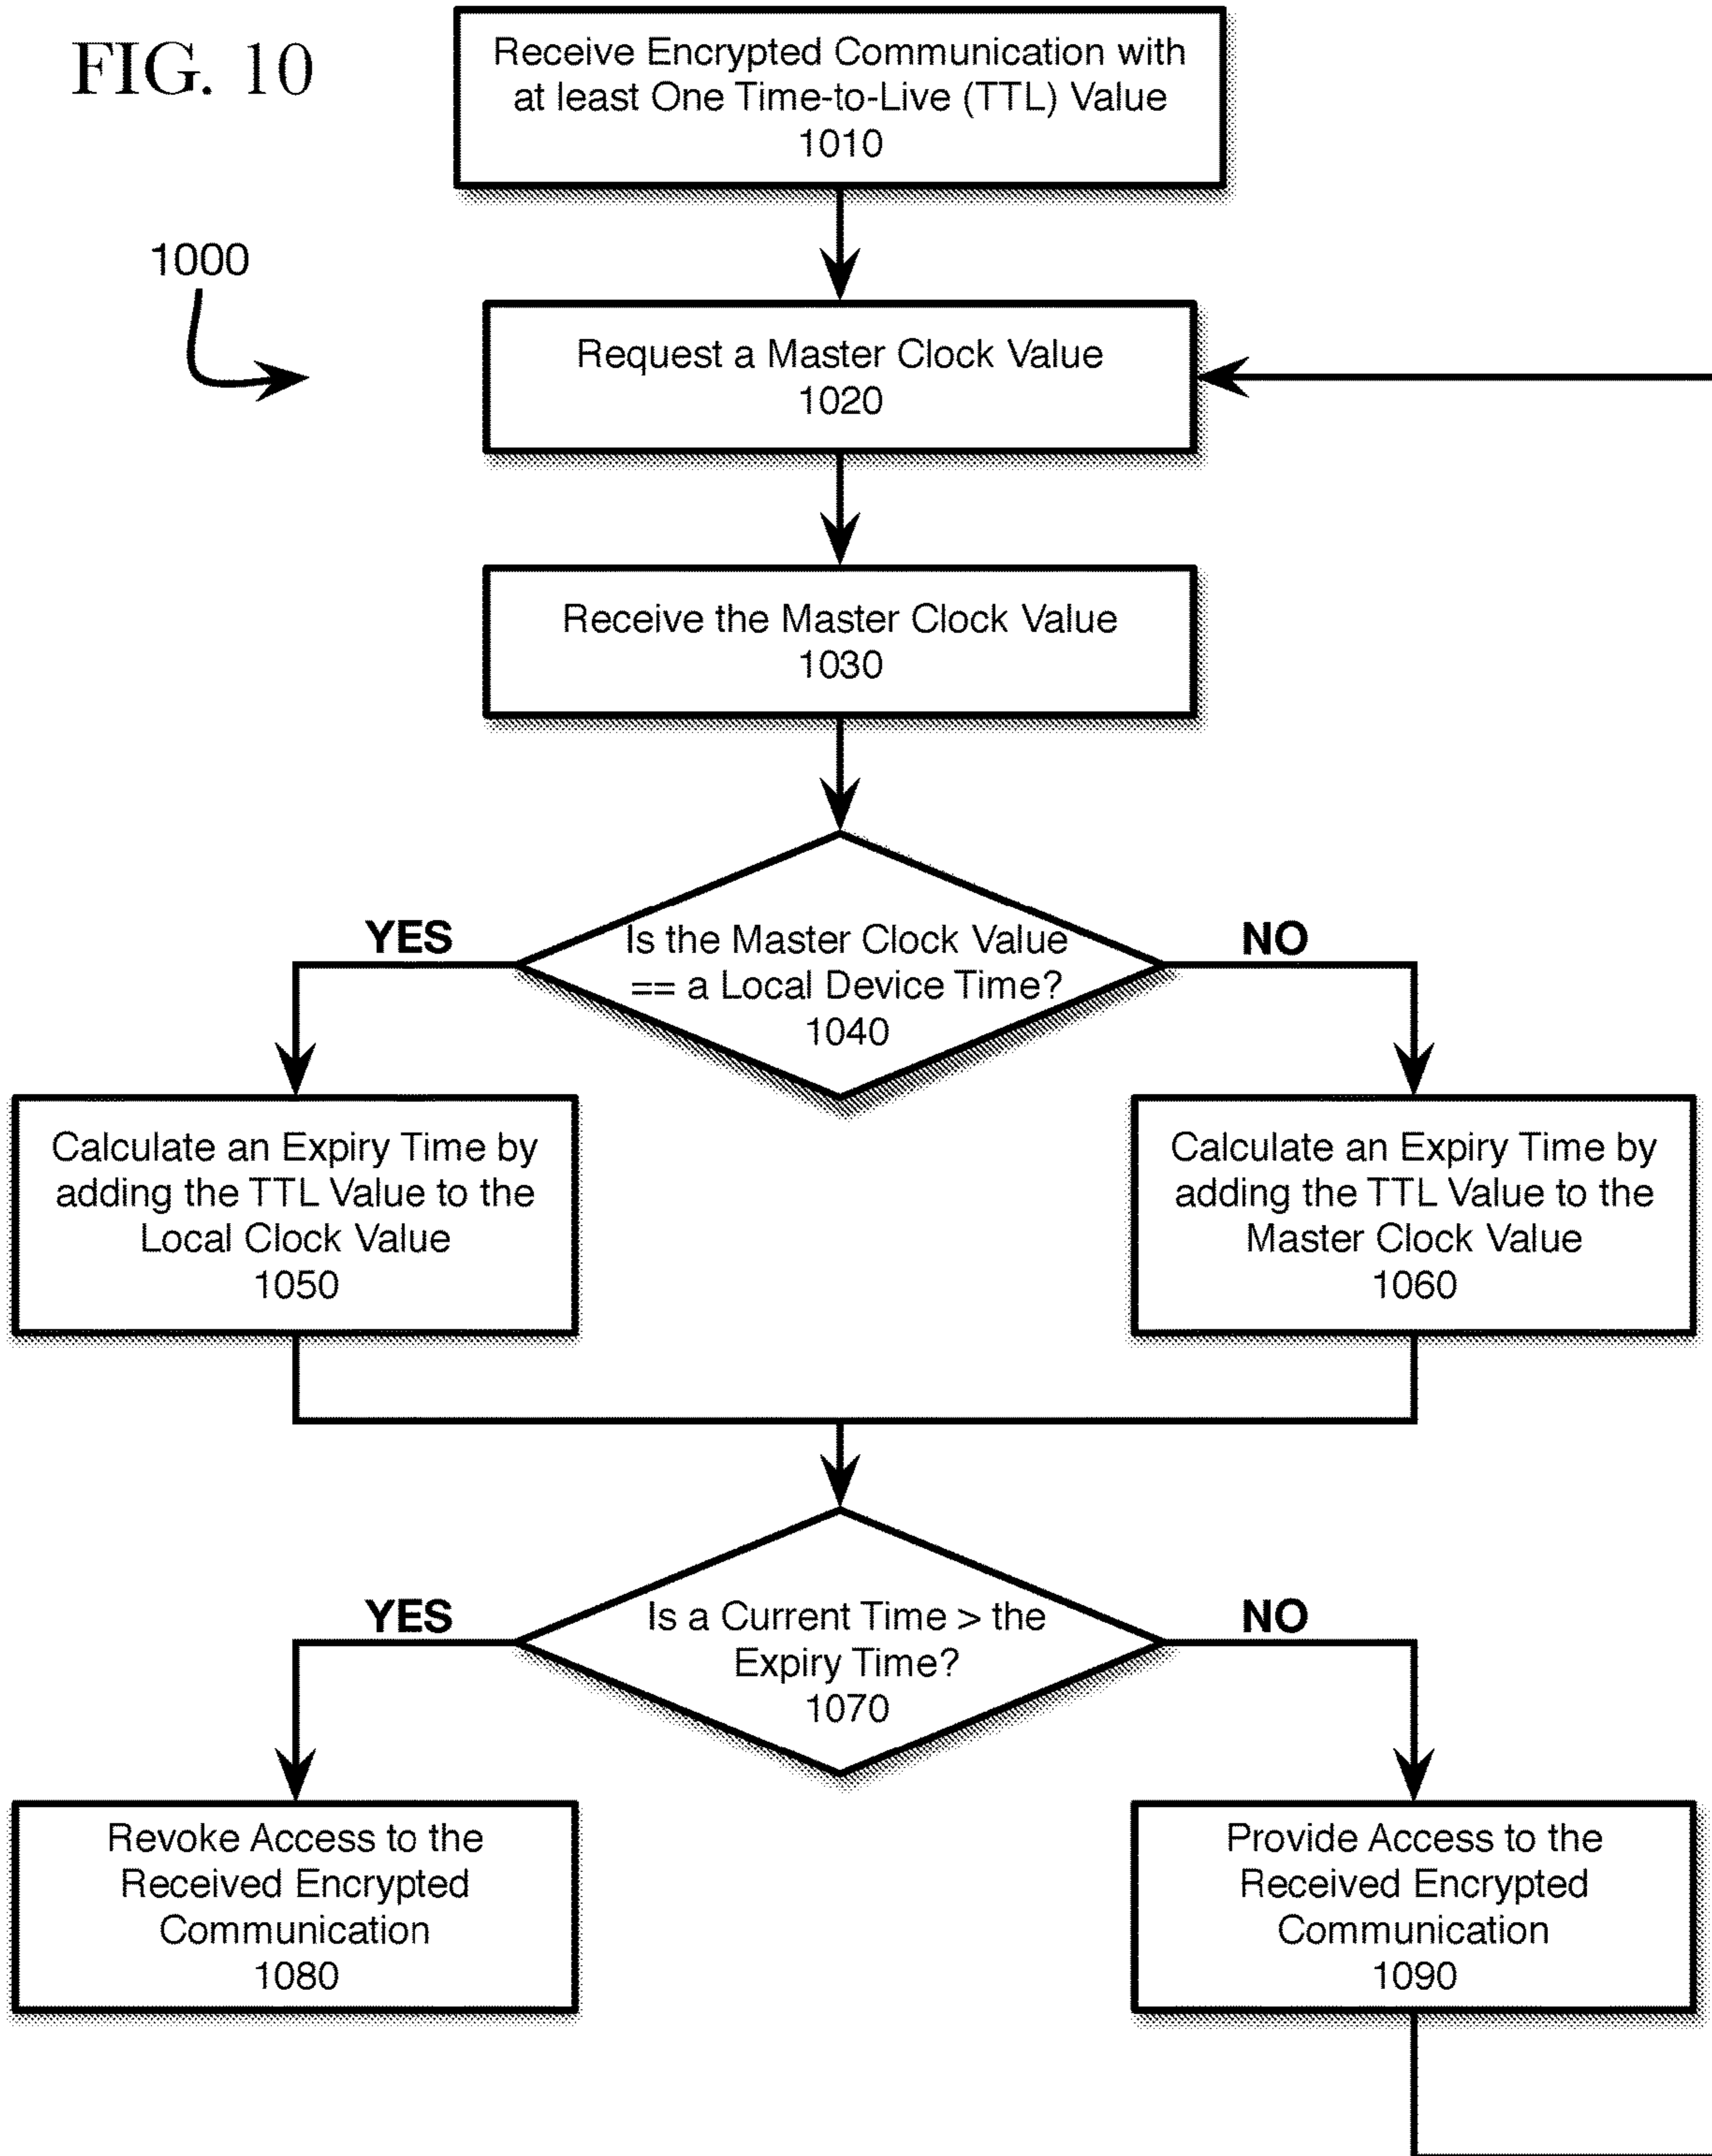 FIG. 10
Receive Encrypted Communication with
at least One Time-to-Live (TTL) Value
1010
1000
Request a Master Clock Value
1020
Receive the Master Clock Value
1030
Is the Master Clock Value
== a Local Device Time?
1040
YES
NO
Calculate an Expiry Time by
adding the TTL Value to the
Local Clock Value
1050
Calculate an Expiry Time by
adding the TTL Value to the
Master Clock Value
1060
Is a Current Time > the
Expiry Time?
1070
YES
NO
Revoke Access to the
Received Encrypted
Communication
1080
Provide Access to the
Received Encrypted
Communication
1090